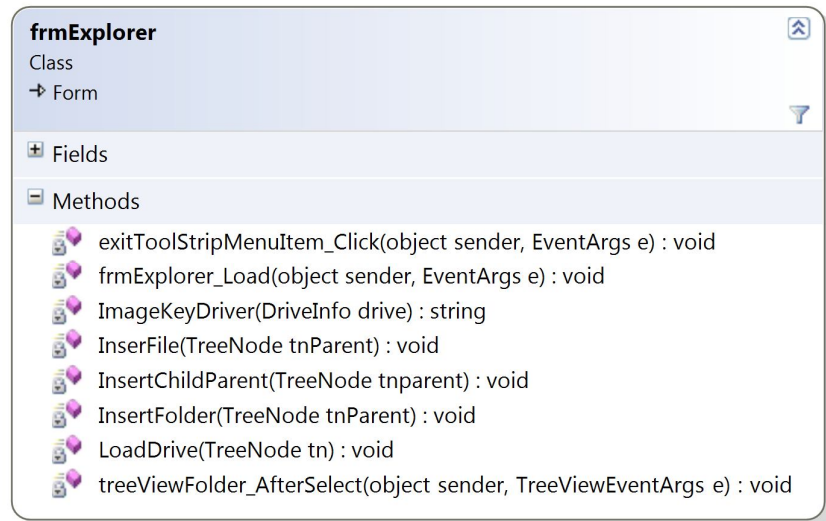 frmExplorer
Class
Form
Fields
Methods
exitToolStripMenuItem_Click(object sender, EventArgs e) : void
frmExplorer_Load(object sender, EventArgs e) : void
ImageKeyDriver(DriveInfo drive) : string
InserFile(TreeNode tnParent) : void
InsertChildParent(TreeNode tnparent) : void
InsertFolder(TreeNode tnParent) : void
LoadDrive(TreeNode tn) : void
treeViewFolder_AfterSelect(object sender, TreeViewEventArgs e) : void